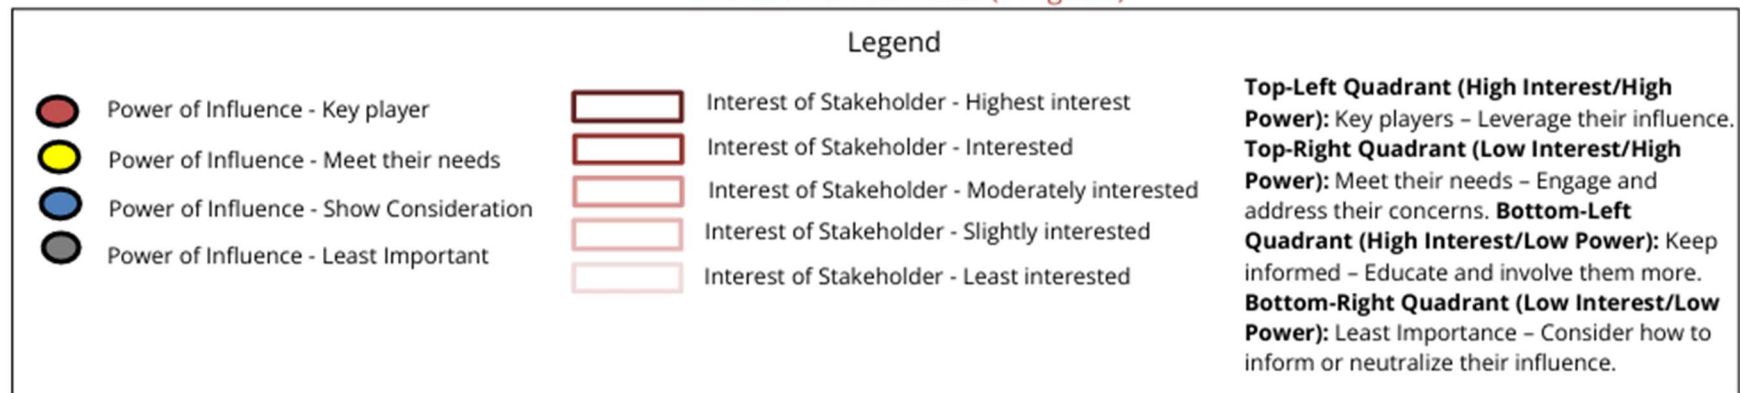 Legend
Power of Influence - Key player
Power of Influence - Meet their needs
Power of Influence - Show Consideration
Power of Influence - Least Important
Interest of Stakeholder - Highest interest
Interest of Stakeholder - Interested
Interest of Stakeholder - Moderately interested
Interest of Stakeholder - Slightly interested
Interest of Stakeholder - Least interested
Top-Left Quadrant (High Interest/High
Power): Key players – Leverage their influence.
Top-Right Quadrant (Low Interest/High
Power): Meet their needs – Engage and
address their concerns. Bottom-Left
Quadrant (High Interest/Low Power): Keep
informed – Educate and involve them more.
Bottom-Right Quadrant (Low Interest/Low
Power): Least Importance – Consider how to
inform or neutralize their influence.